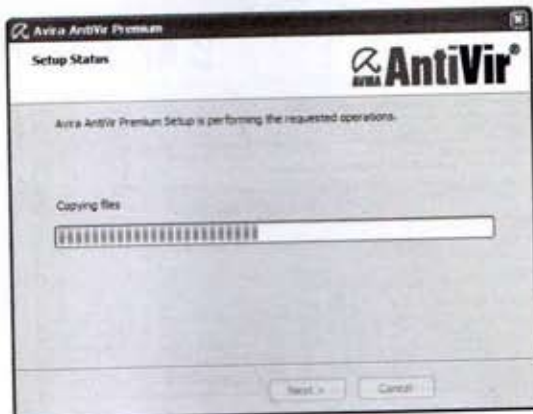 Avira AntiVir Premium
Setup Status
AVIRA AntiVir®
Avira AntiVir Premium Setup is performing the requested operations.
Copying files
Next >
Cancel